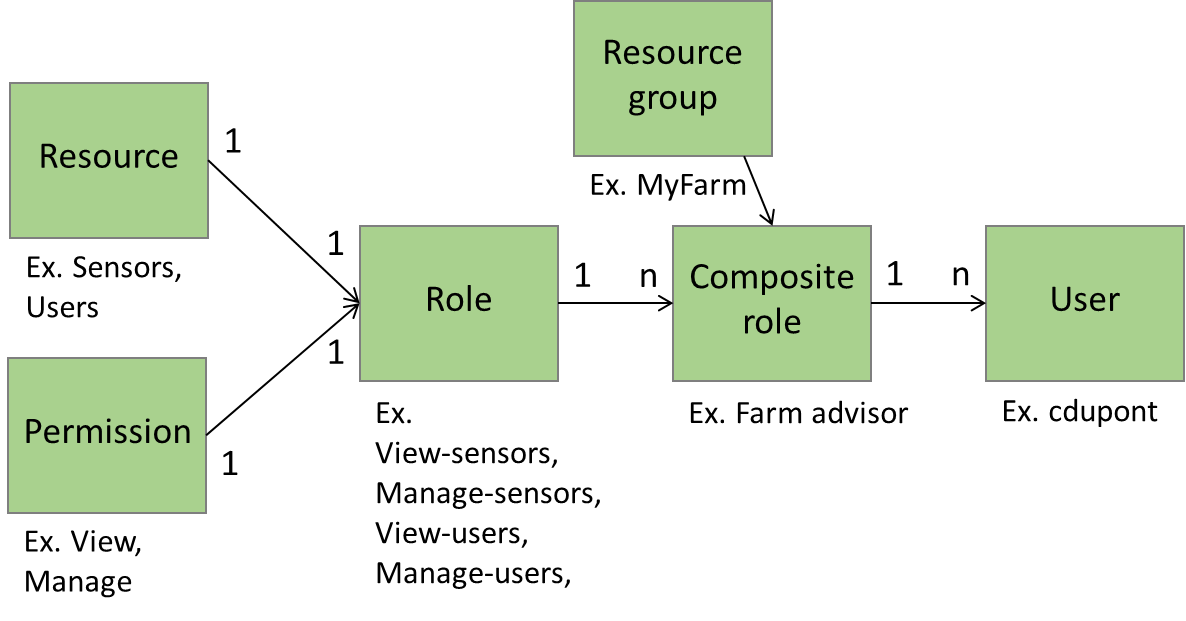 Resource
group
Ex. MyFarm
Resource
1
Ex. Sensors,
Users
Permission
1
Ex. View,
Manage
1
1
Role
Ex.
View-sensors,
Manage-sensors,
View-users,
Manage-users,
1
n
Composite
role
Ex. Farm advisor
1
n
User
Ex. cdupont